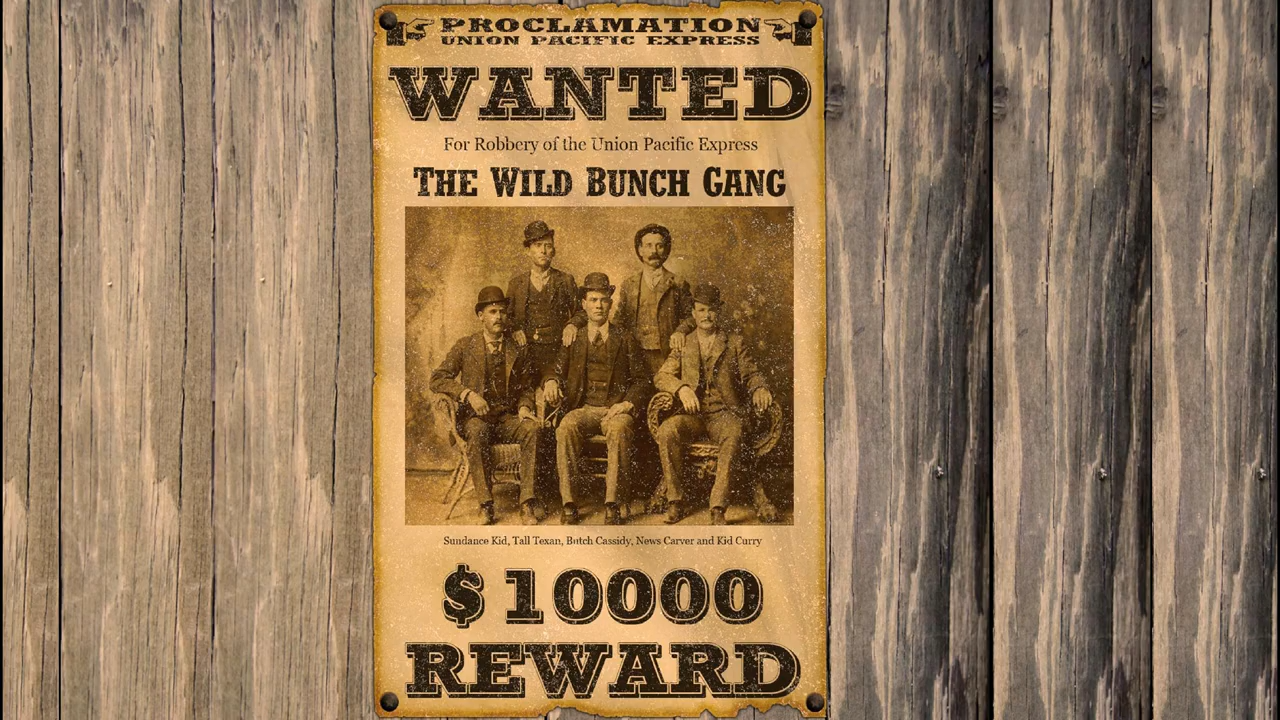 PROCLAMATION
UNION PACIFIC EXPRESS
WANTED
For Robbery of the Union Pacific Express
THE WILD BUNCH GANG
Sundance Kid, Tall Texan, Butch Cassidy, News Carver and Kid Curry
$10000
REWARD